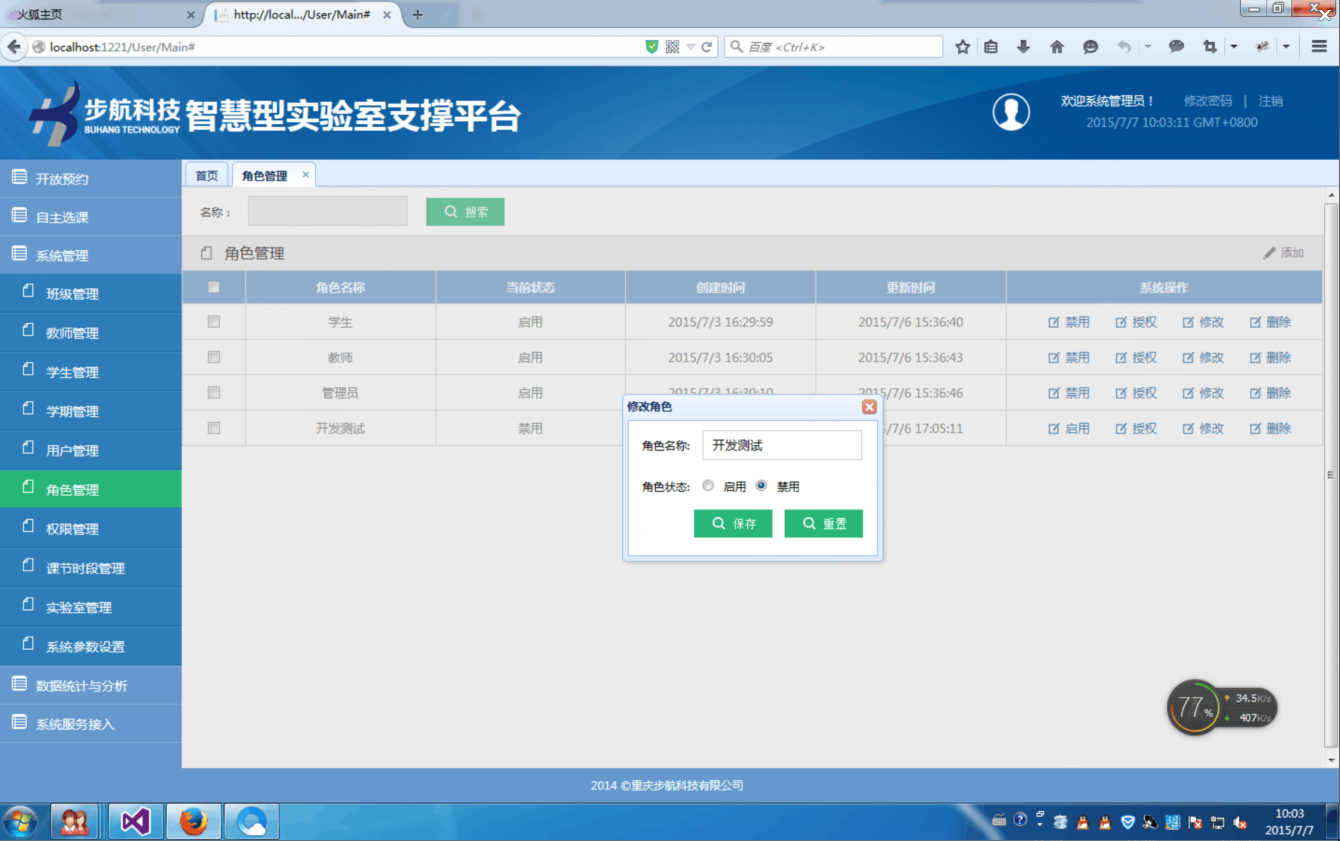 火狐主页
http://local.../User/Main#
localhost:1221/User/Main#
百度 <Ctrl+K>
步航科技
BUHANG TECHNOLOGY
智慧型实验室支撑平台
欢迎系统管理员！ 修改密码 | 注销
2015/7/7 10:03:11 GMT+0800
开放预约
自主选课
系统管理
班级管理
教师管理
学生管理
学期管理
用户管理
角色管理
权限管理
课节时段管理
实验室管理
系统参数设置
数据统计与分析
系统服务接入
首页 角色管理
名称： 搜索
角色管理 添加
角色名称 当前状态 创建时间 更新时间 系统操作
学生 启用 2015/7/3 16:29:59 2015/7/6 15:36:40 禁用 授权 修改 删除
教师 启用 2015/7/3 16:30:05 2015/7/6 15:36:43 禁用 授权 修改 删除
管理员 启用 2015/7/3 16:30:10 2015/7/6 15:36:46 禁用 授权 修改 删除
开发测试 禁用 /7/6 17:05:11 启用 授权 修改 删除
修改角色
角色名称: 开发测试
角色状态: 启用 禁用
保存 重置
77% 34.5K/s
407K/s
2014 ©重庆步航科技有限公司
10:03
2015/7/7